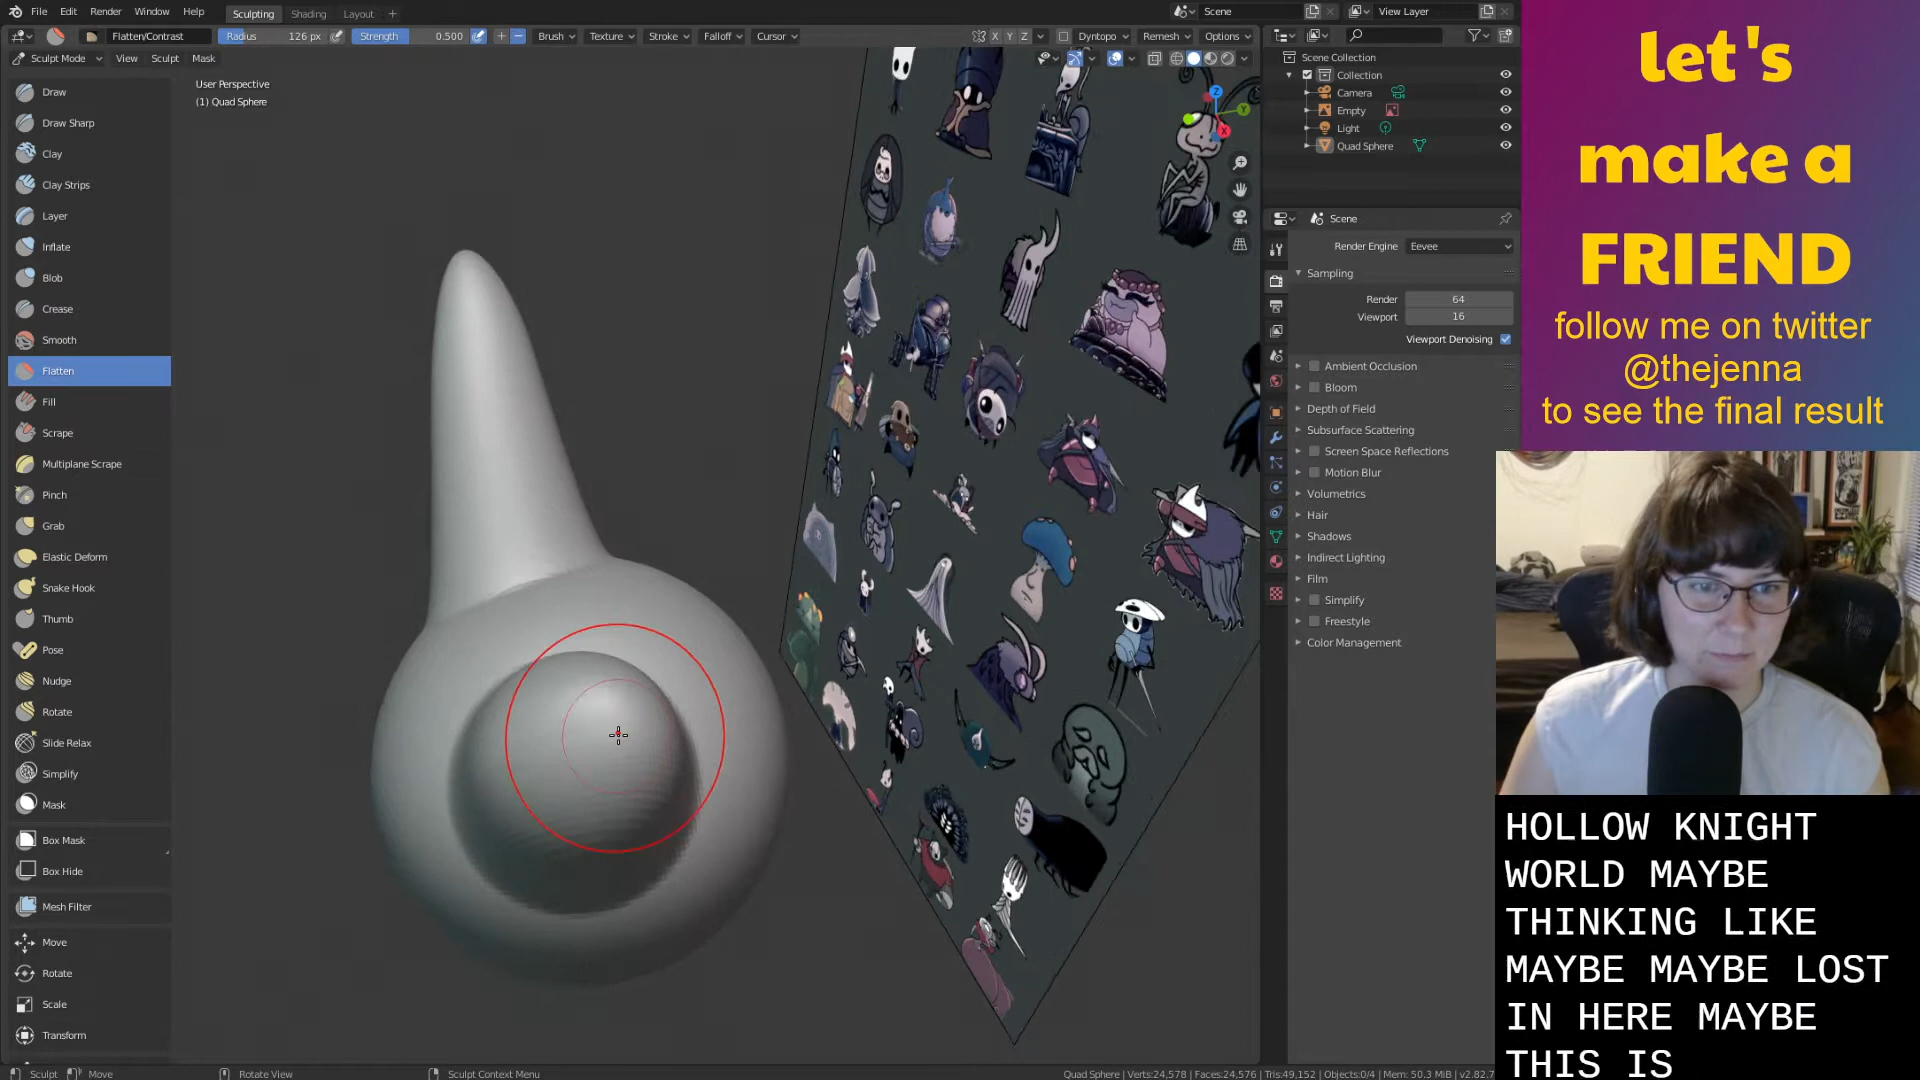 File Edit Render Window Help Sculpting Shading Layout + Scene View Layer
Flatten/Contrast Radius 126 px Strength 0.500 Brush Texture Stroke Falloff Cursor X Y Z Dyntopo Remesh Options
Sculpt Mode View Sculpt Mask
User Perspective
(1) Quad Sphere
Draw
Draw Sharp
Clay
Clay Strips
Layer
Inflate
Blob
Crease
Smooth
Flatten
Fill
Scrape
Multiplane Scrape
Pinch
Grab
Elastic Deform
Snake Hook
Thumb
Pose
Nudge
Rotate
Slide Relax
Simplify
Mask
Box Mask
Box Hide
Mesh Filter
Move
Rotate
Scale
Transform
Z
Y
X
Scene Collection
Collection
Camera
Empty
Light
Quad Sphere
Scene
Render Engine Eevee
Sampling
Render 64
Viewport 16
Viewport Denoising
Ambient Occlusion
Bloom
Depth of Field
Subsurface Scattering
Screen Space Reflections
Motion Blur
Volumetrics
Hair
Shadows
Indirect Lighting
Film
Simplify
Freestyle
Color Management
let's
make a
FRIEND
follow me on twitter
@thejenna
to see the final result
HOLLOW KNIGHT
WORLD MAYBE
THINKING LIKE
MAYBE MAYBE LOST
IN HERE MAYBE
THIS IS
Sculpt Move Rotate View Sculpt Context Menu Quad Sphere | Verts:24,578 | Faces:24,576 | Tris:49,152 | Objects:0/4 | Mem: 50.3 MiB | v2.82.7